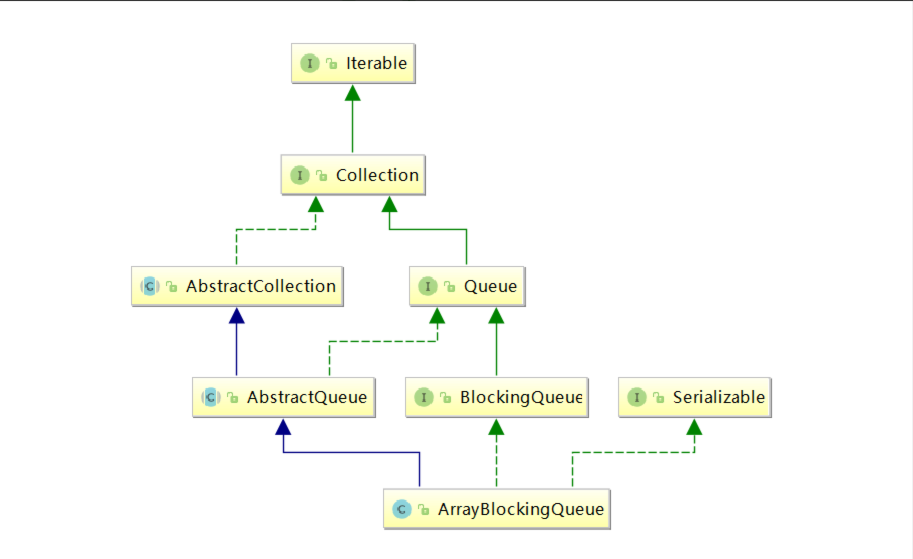 Iterable
Collection
AbstractCollection
Queue
AbstractQueue
BlockingQueue
Serializable
ArrayBlockingQueue